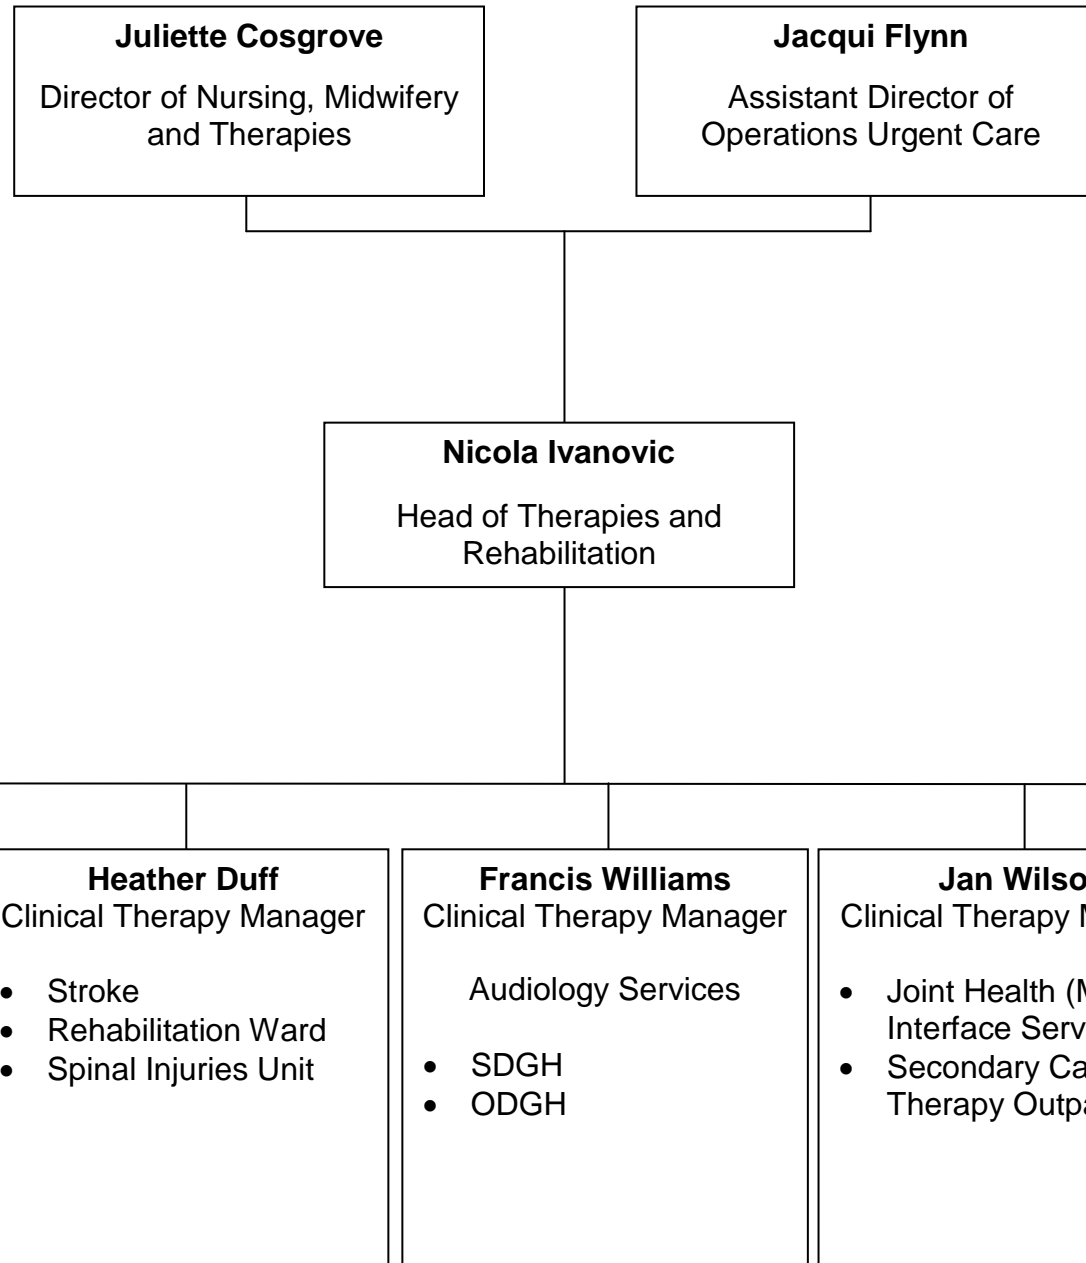 Juliette Cosgrove
Director of Nursing, Midwifery
and Therapies
Jacqui Flynn
Assistant Director of
Operations Urgent Care
Nicola Ivanovic
Head of Therapies and
Rehabilitation
Heather Duff
Clinical Therapy Manager
• Stroke
• Rehabilitation Ward
• Spinal Injuries Unit
Francis Williams
Clinical Therapy Manager
Audiology Services
• SDGH
• ODGH
Jan
Clinical Therapy
• Joint Health
Interface
• Secondary
Therapy